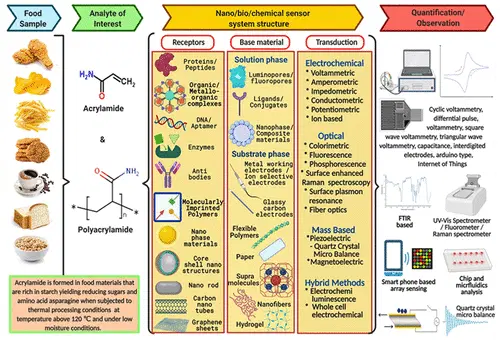 Food
Sample
Analyte of
Interest
Nano/bio/chemical sensor
system structure
Quantification/
Observation
H₂N
O
Acrylamide
&
O
NH₂
*
*
n
Polyacrylamide
Acrylamide is formed in food materials that
are rich in starch yielding reducing sugars and
amino acid asparagine when subjected to
thermal processing conditions at
temperature above 120 °C and under low
moisture conditions.
Receptors
Proteins/
Peptides
Organic/
Metallo-
organic
complexes
DNA/
Aptamer
Enzymes
Anti
bodies
Molecularly
Imprinted Polymers
Nano
phase
materials
Core
shell nano
structures
Nano rod
Carbon
nano tubes
Graphene sheets
Base material
Solution phase
Luminopores/
fluoropores
Ligands/
Conjugates
Nanophase/
Composite
materials
Substrate phase
Metal working
electrodes /
Ion selective
electrodes
Glassy
carbon
electrodes
Flexible
Polymers
Paper
Supra
molecules
Nanofibers
Hydrogel
Transduction
Electrochemical
• Voltammetric
• Amperometric
• Impedometric
• Conductometric
• Potentiometric
• Ion based
Optical
• Colorimetric
• Fluorescence
• Phosphorescence
• Surface enhanced
Raman spectroscopy
• Surface plasmon
resonance
• Fiber optics
Mass Based
• Piezoelectric
- Quartz Crystal
Micro Balance
• Magnetoelectric
Hybrid Methods
• Electrochemi
luminescence
• Whole cell
electrochemical
Cyclic voltammetry,
differntial pulse,
voltammetry, square
wave voltammetry, triangular wave
voltammetry, capacitance, interdigited
electrodes, arduino type,
Internet of Things
FTIR
based
UV-Vis Spectrometer
/ Fluorometer /
Raman spectrometer
Smart phone based
array sensing
Chip and
microfluidics
analysis
Quartz crystal
micro balance